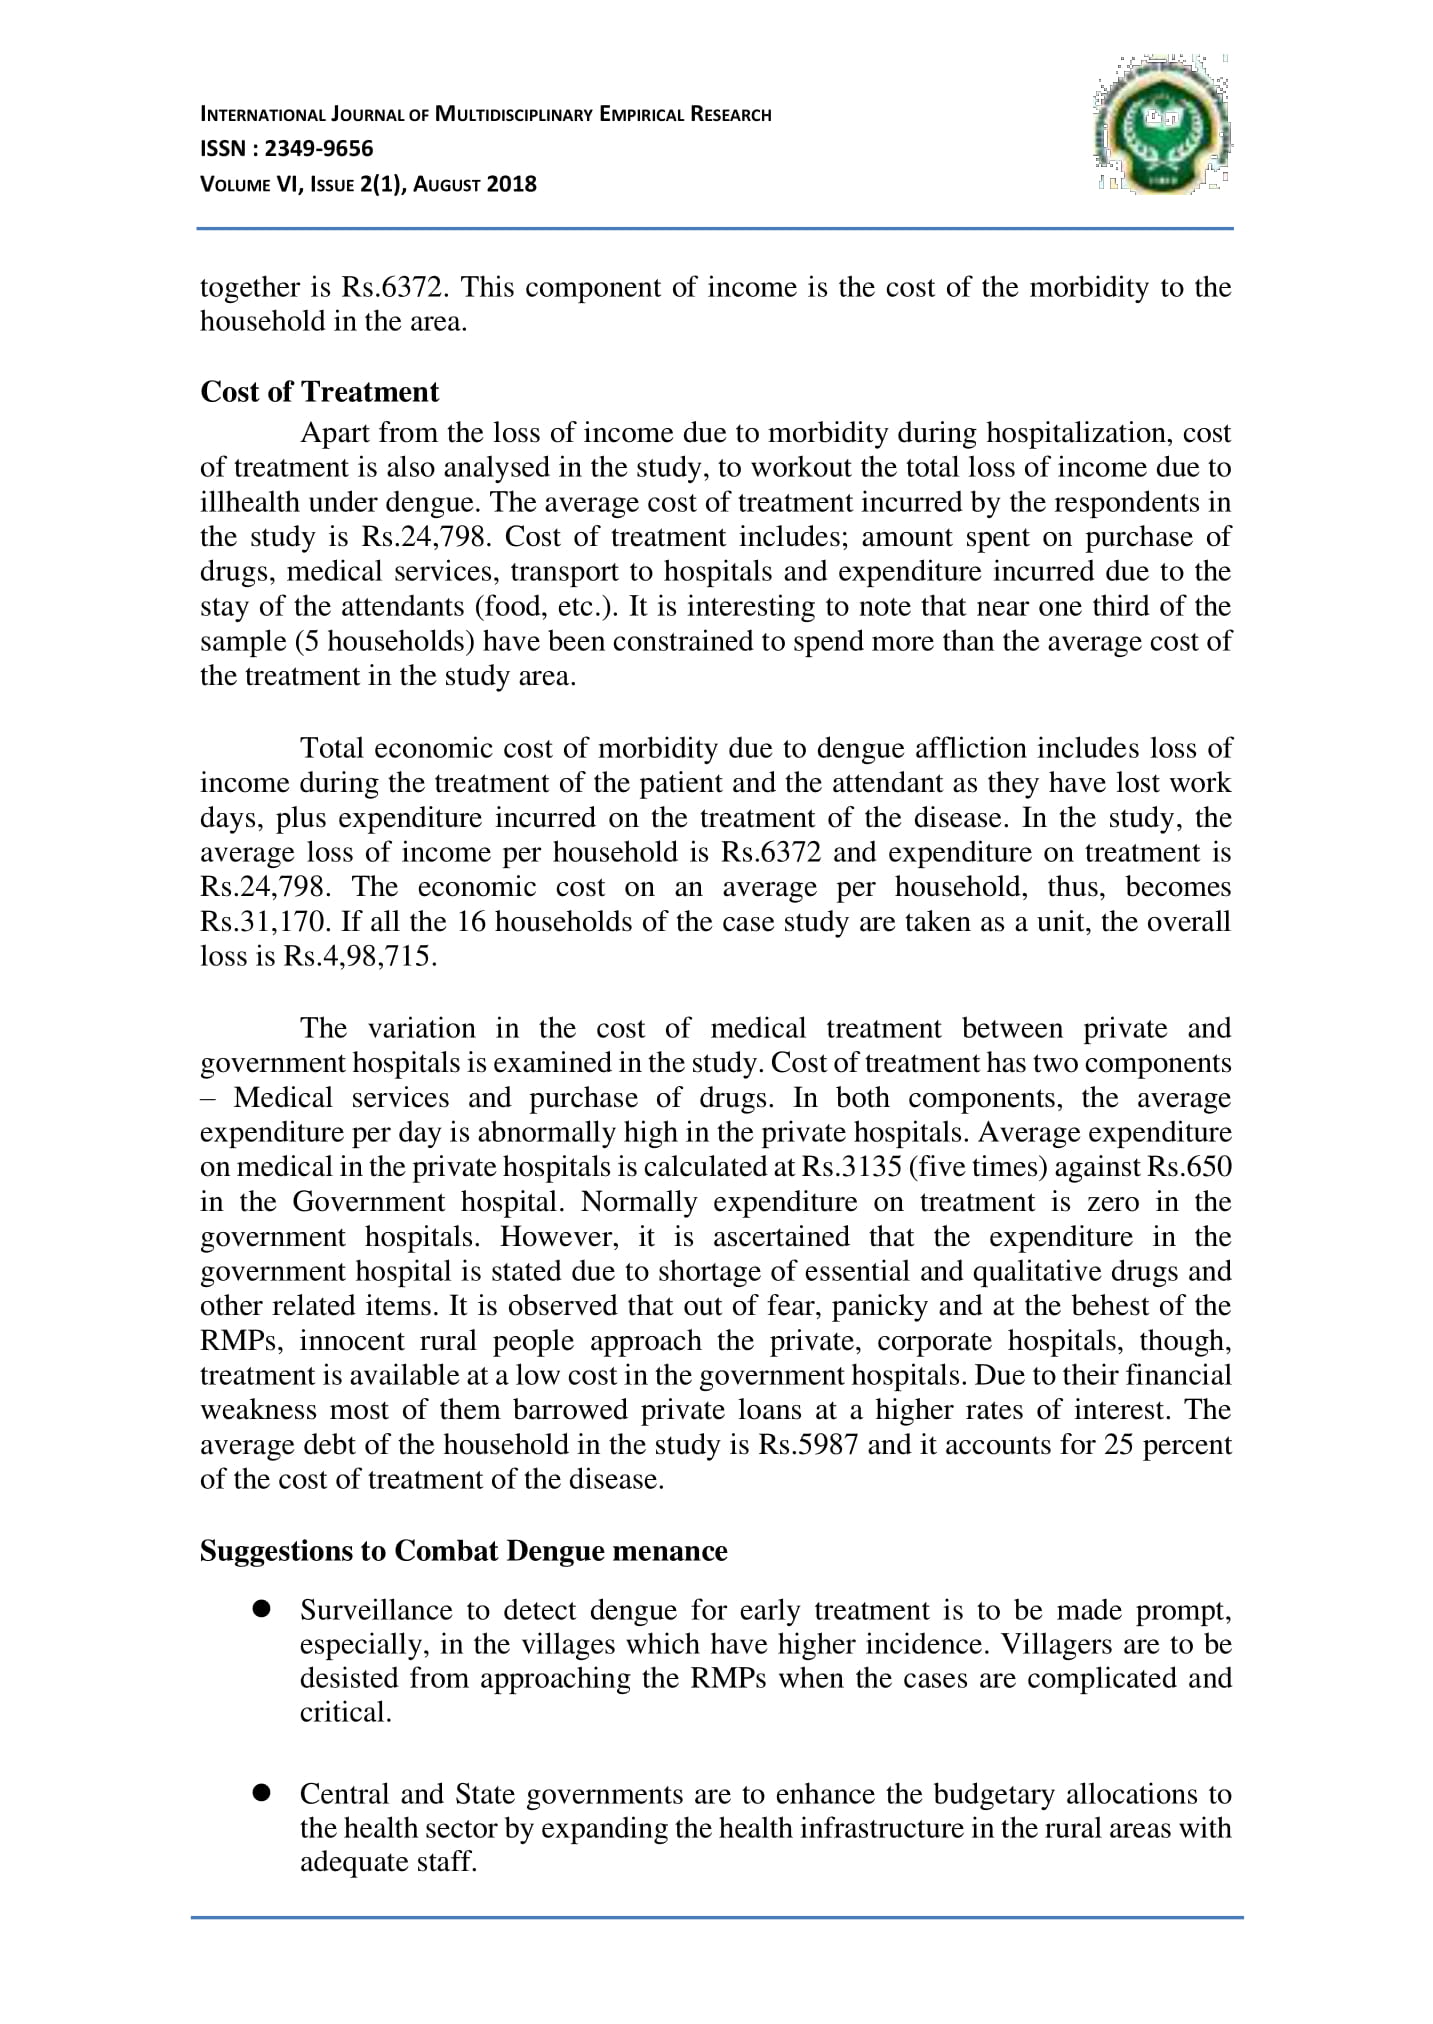 International Journal of Multidisciplinary Empirical Research
ISSN : 2349-9656
Volume VI, Issue 2(1), August 2018
together is Rs.6372. This component of income is the cost of the morbidity to the
household in the area.
Cost of Treatment
Apart from the loss of income due to morbidity during hospitalization, cost
of treatment is also analysed in the study, to workout the total loss of income due to
illhealth under dengue. The average cost of treatment incurred by the respondents in
the study is Rs.24,798. Cost of treatment includes; amount spent on purchase of
drugs, medical services, transport to hospitals and expenditure incurred due to the
stay of the attendants (food, etc.). It is interesting to note that near one third of the
sample (5 households) have been constrained to spend more than the average cost of
the treatment in the study area.
Total economic cost of morbidity due to dengue affliction includes loss of
income during the treatment of the patient and the attendant as they have lost work
days, plus expenditure incurred on the treatment of the disease. In the study, the
average loss of income per household is Rs.6372 and expenditure on treatment is
Rs.24,798. The economic cost on an average per household, thus, becomes
Rs.31,170. If all the 16 households of the case study are taken as a unit, the overall
loss is Rs.4,98,715.
The variation in the cost of medical treatment between private and
government hospitals is examined in the study. Cost of treatment has two components
– Medical services and purchase of drugs. In both components, the average
expenditure per day is abnormally high in the private hospitals. Average expenditure
on medical in the private hospitals is calculated at Rs.3135 (five times) against Rs.650
in the Government hospital. Normally expenditure on treatment is zero in the
government hospitals. However, it is ascertained that the expenditure in the
government hospital is stated due to shortage of essential and qualitative drugs and
other related items. It is observed that out of fear, panicky and at the behest of the
RMPs, innocent rural people approach the private, corporate hospitals, though,
treatment is available at a low cost in the government hospitals. Due to their financial
weakness most of them barrowed private loans at a higher rates of interest. The
average debt of the household in the study is Rs.5987 and it accounts for 25 percent
of the cost of treatment of the disease.
Suggestions to Combat Dengue menance
● Surveillance to detect dengue for early treatment is to be made prompt,
especially, in the villages which have higher incidence. Villagers are to be
desisted from approaching the RMPs when the cases are complicated and
critical.
● Central and State governments are to enhance the budgetary allocations to
the health sector by expanding the health infrastructure in the rural areas with
adequate staff.